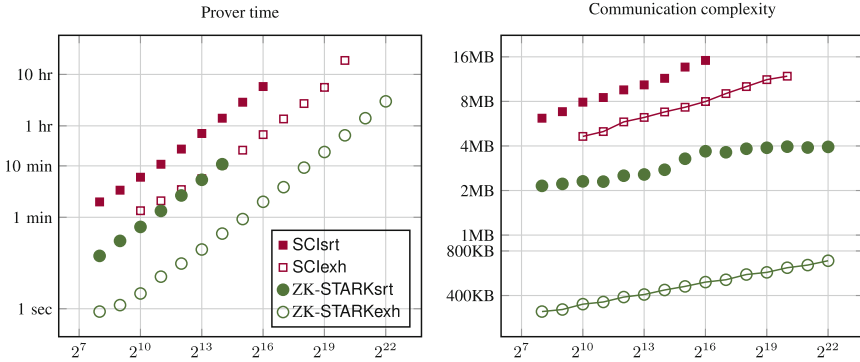 Prover time
10 hr
1 hr
10 min
1 min
1 sec
SCIsrt
SCIexh
ZK-STARKsrt
ZK-STARKexh
2^7 2^10 2^13 2^16 2^19 2^22
Communication complexity
16MB
8MB
4MB
2MB
1MB
800KB
400KB
2^7 2^10 2^13 2^16 2^19 2^22